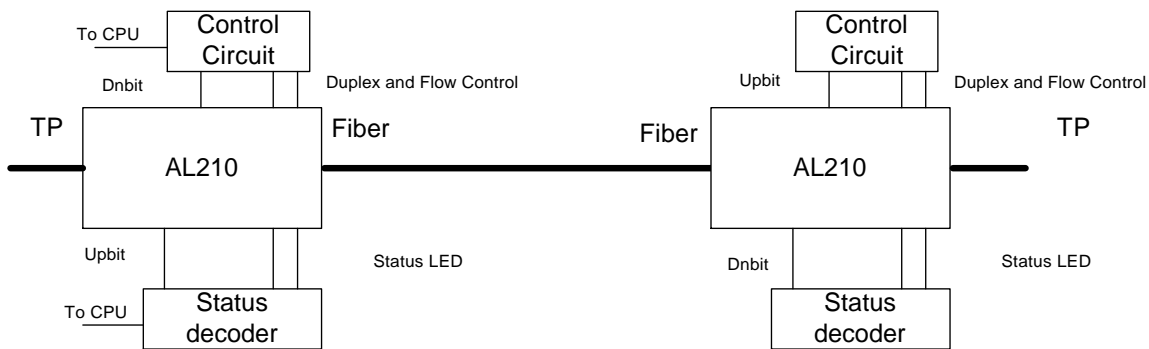 Control
Circuit
To CPU
Dnbit
Duplex and Flow Control
TP
Fiber
AL210
Upbit
Status LED
To CPU
Status
decoder
Control
Circuit
Upbit
Duplex and Flow Control
Fiber
TP
AL210
Dnbit
Status LED
Status
decoder